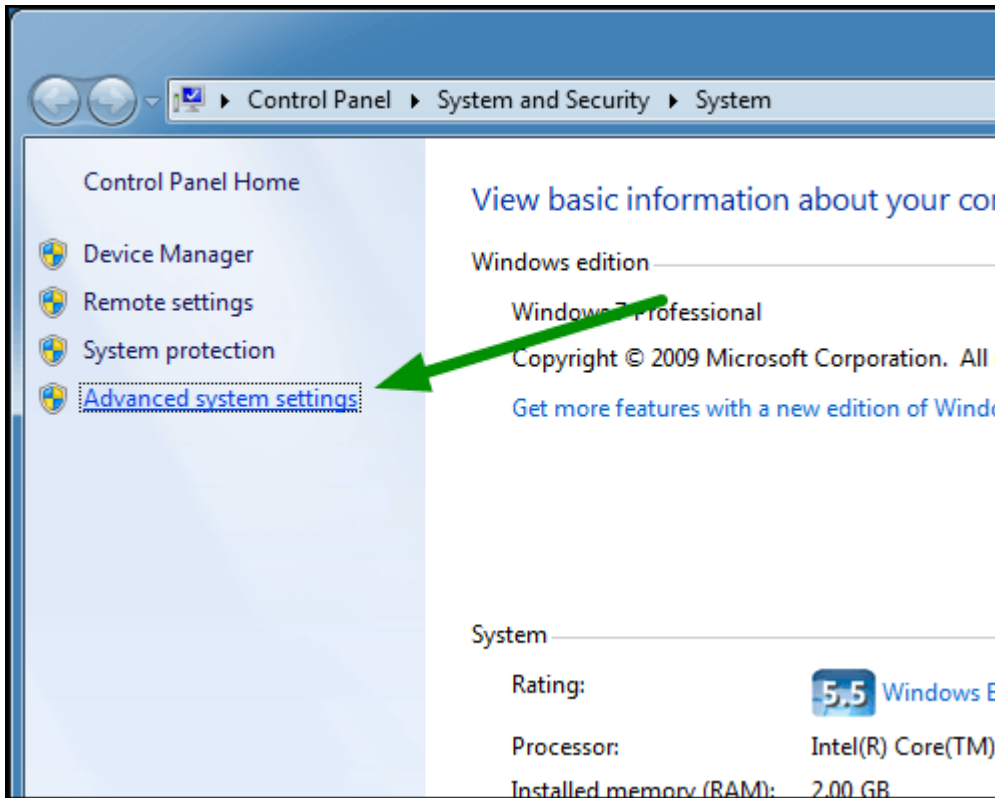 Control Panel System and Security System
Control Panel Home
Device Manager
Remote settings
System protection
Advanced system settings
View basic information about your
Windows edition
Windows 7 Professional
Copyright © 2009 Microsoft Corporation. All
Get more features with a new edition of
System
Rating:
5.5 Windows
Processor:
Intel(R) Core(TM)
Installed memory (RAM):
2.00 GB